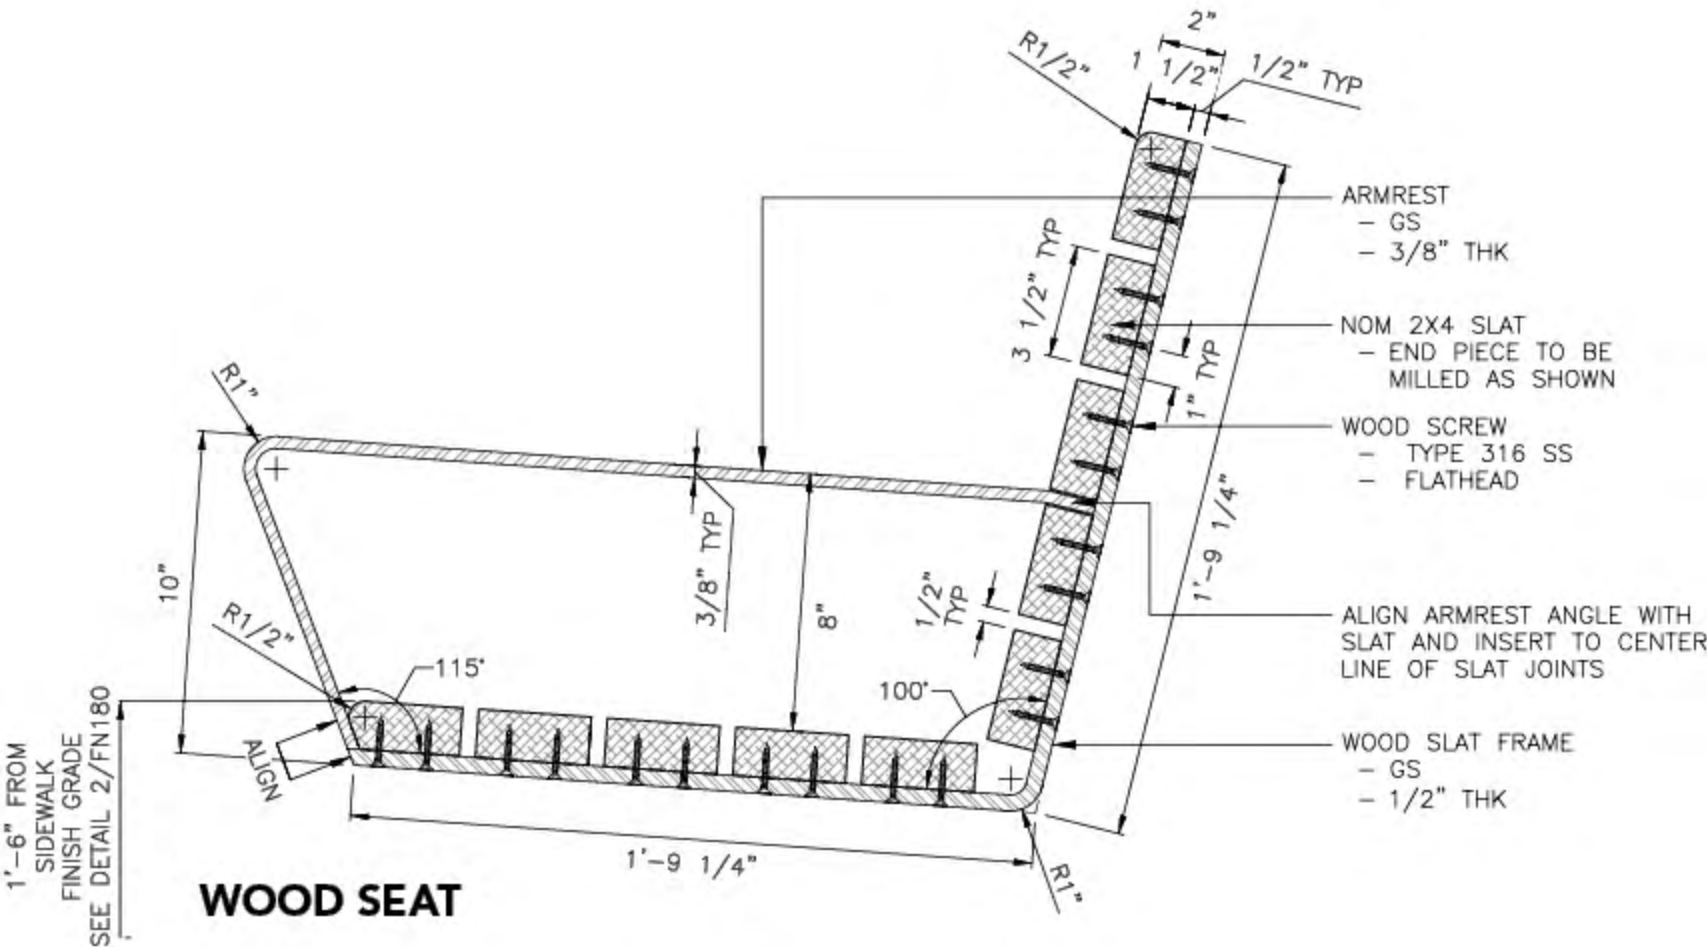 2"
R1/2"
1 1/2"
1/2" TYP
ARMREST
- GS
- 3/8" THK
3 1/2" TYP
NOM 2X4 SLAT
- END PIECE TO BE
MILLED AS SHOWN
1" TYP
R1"
WOOD SCREW
- TYPE 316 SS
- FLATHEAD
1'-9 1/4"
10"
3/8" TYP
8"
1/2"
TYP
R1/2"
ALIGN ARMREST ANGLE WITH
SLAT AND INSERT TO CENTER
LINE OF SLAT JOINTS
115°
100°
ALIGN
WOOD SLAT FRAME
- GS
- 1/2" THK
1'-6" FROM
SIDEWALK
FINISH GRADE
SEE DETAIL 2/FN180
1'-9 1/4"
R1"
WOOD SEAT